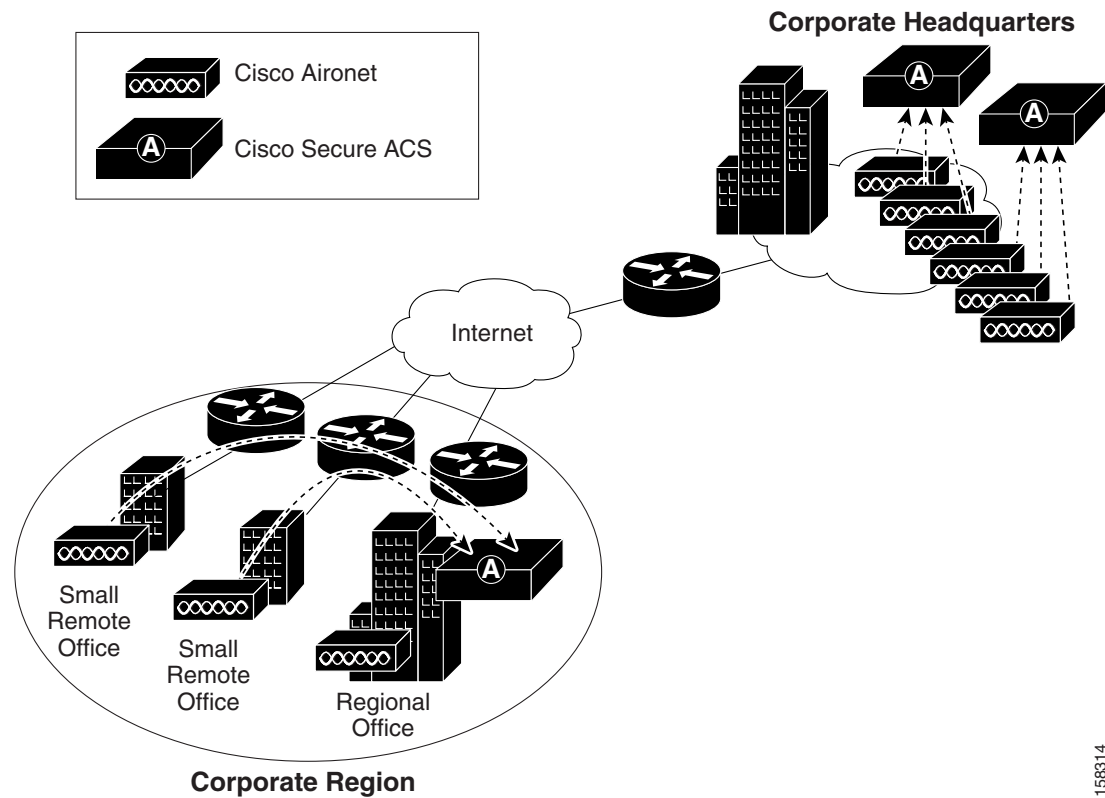 Corporate Headquarters
Cisco Aironet
A
Cisco Secure ACS
A
A
Internet
A
Small
Remote
Office
Small
Remote
Office
Regional
Office
Corporate Region
158314